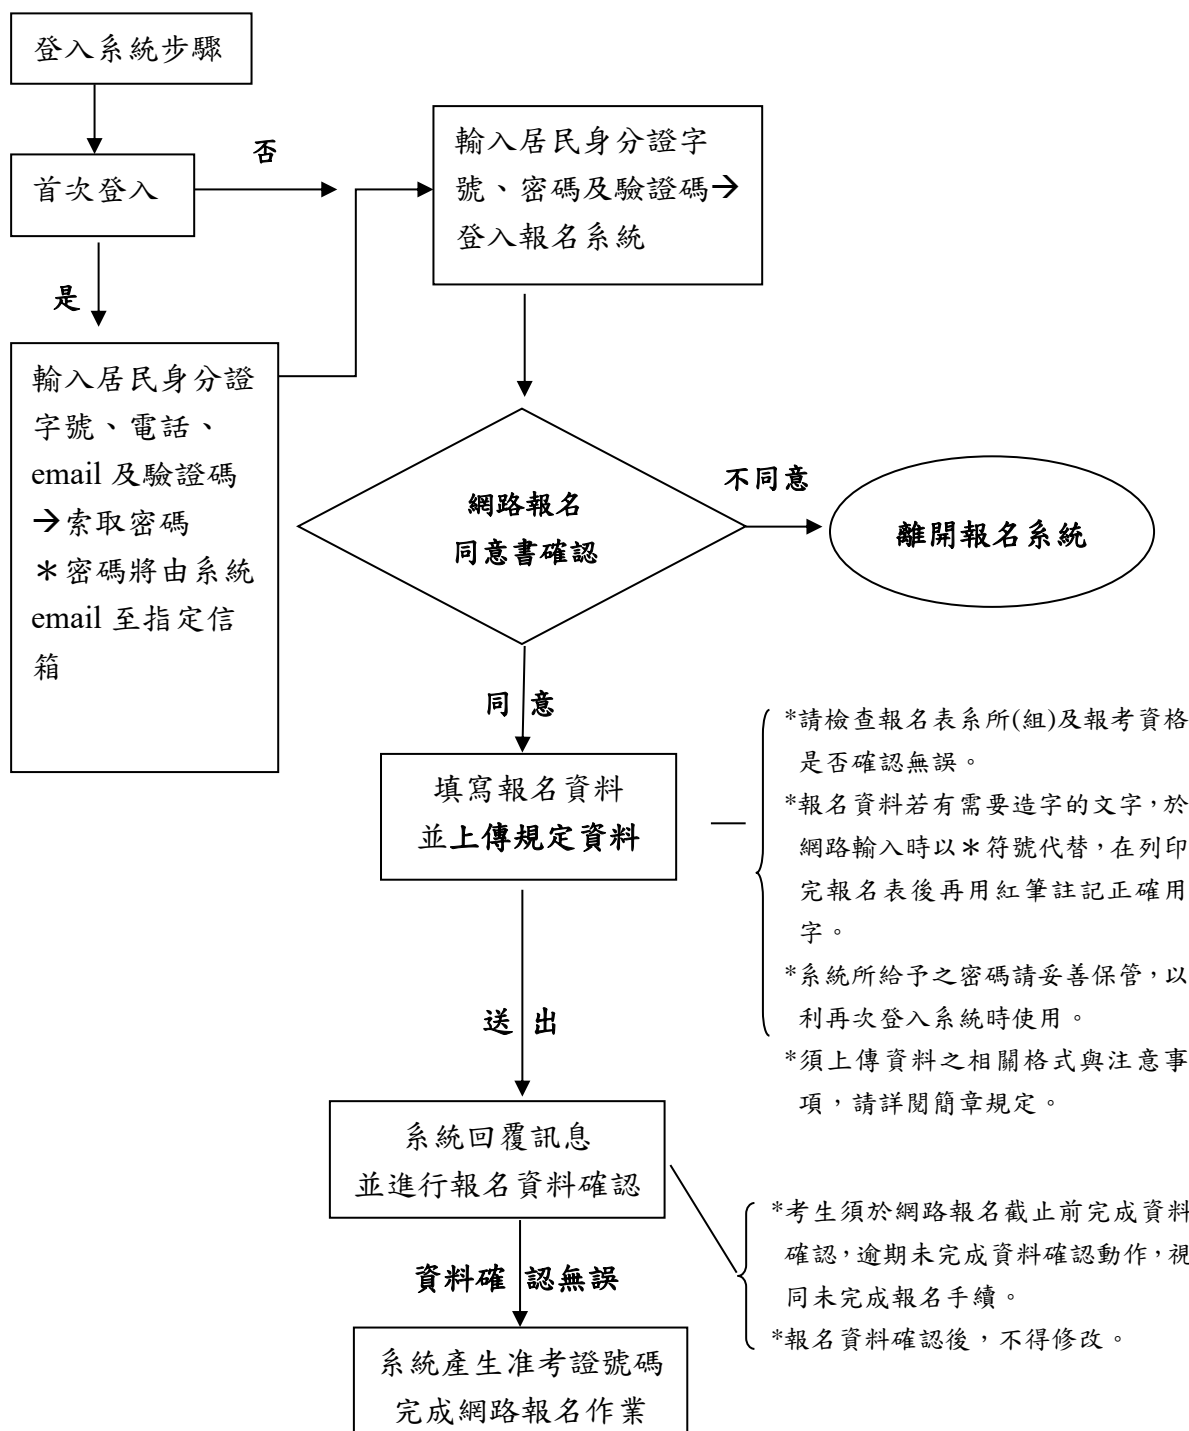 登入系統步驟
首次登入
否
是
輸入居民身分證字
號、密碼及驗證碼→
登入報名系統
輸入居民身分證
字號、電話、
email 及驗證碼
→索取密碼
＊密碼將由系統
email 至指定信
箱
網路報名
同意書確認
不同意
離開報名系統
同意
填寫報名資料
並上傳規定資料
*請檢查報名表系所(組)及報考資格
是否確認無誤。
*報名資料若有需要造字的文字，於
網路輸入時以＊符號代替，在列印
完報名表後再用紅筆註記正確用
字。
*系統所給予之密碼請妥善保管，以
利再次登入系統時使用。
*須上傳資料之相關格式與注意事
項，請詳閱簡章規定。
送出
系統回覆訊息
並進行報名資料確認
*考生須於網路報名截止前完成資料
確認，逾期未完成資料確認動作，視
同未完成報名手續。
*報名資料確認後，不得修改。
資料確認無誤
系統產生准考證號碼
完成網路報名作業